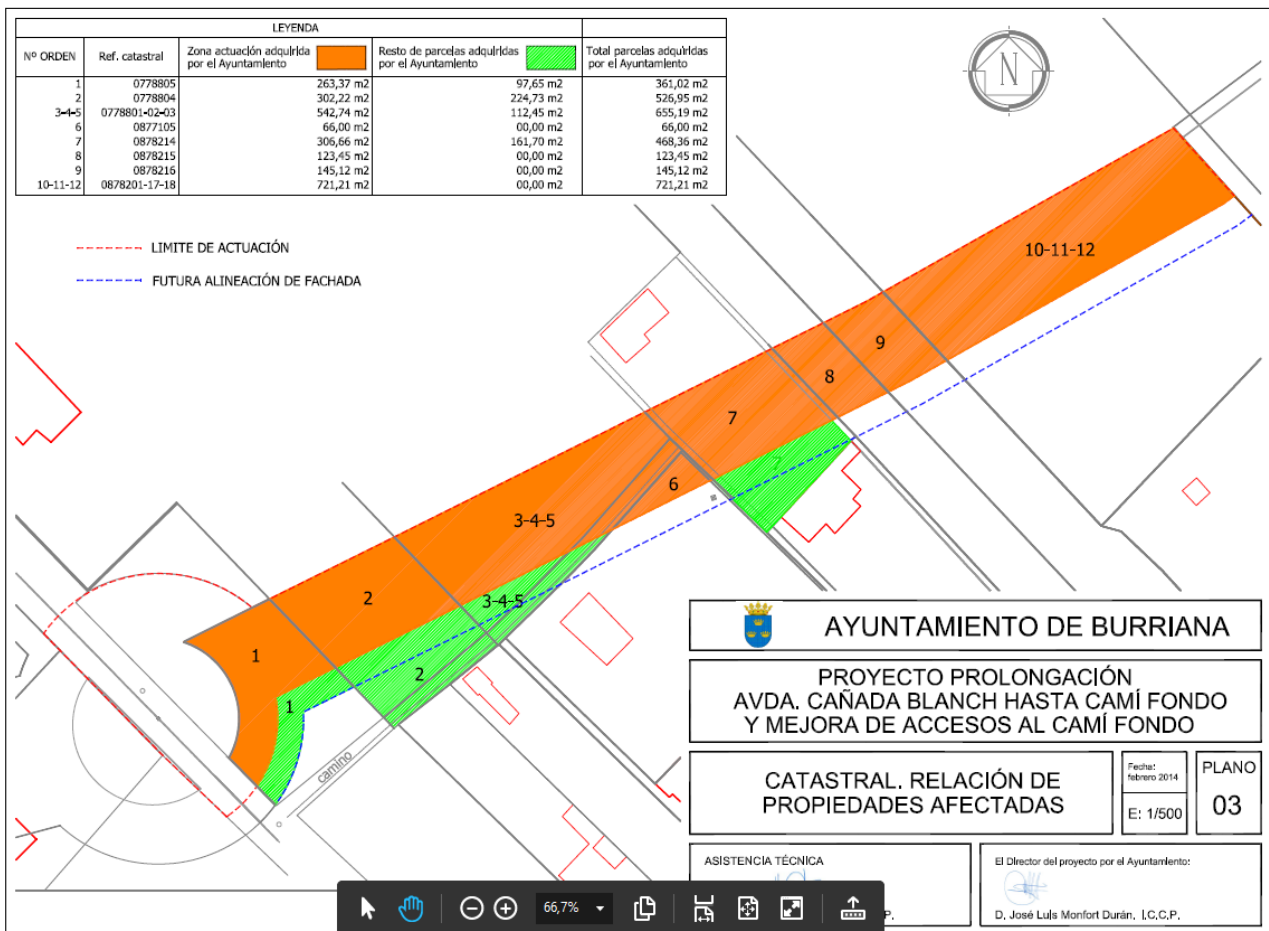 LEYENDA
Nº ORDEN Ref. catastral Zona actuación adquirida por el Ayuntamiento Resto de parcelas adquiridas por el Ayuntamiento Total parcelas adquiridas por el Ayuntamiento
1 0778805 263,37 m2 97,65 m2 361,02 m2
2 0778804 302,22 m2 224,73 m2 526,95 m2
3-4-5 0778801-02-03 542,74 m2 112,45 m2 655,19 m2
6 0877105 66,00 m2 00,00 m2 66,00 m2
7 0878214 306,66 m2 161,70 m2 468,36 m2
8 0878215 123,45 m2 00,00 m2 123,45 m2
9 0878216 145,12 m2 00,00 m2 145,12 m2
10-11-12 0878201-17-18 721,21 m2 00,00 m2 721,21 m2
N
LIMITE DE ACTUACIÓN
FUTURA ALINEACIÓN DE FACHADA
10-11-12
9
8
7
7
6
3-4-5
3-4-5
2
2
1
1
camino
AYUNTAMIENTO DE BURRIANA
PROYECTO PROLONGACIÓN
AVDA. CAÑADA BLANCH HASTA CAMÍ FONDO
Y MEJORA DE ACCESOS AL CAMÍ FONDO
CATASTRAL. RELACIÓN DE
PROPIEDADES AFECTADAS
Fecha:
febrero 2014
E: 1/500
PLANO
03
ASISTENCIA TÉCNICA
P.
El Director del proyecto por el Ayuntamiento:
D. José Luis Monfort Durán, I.C.C.P.
66,7%